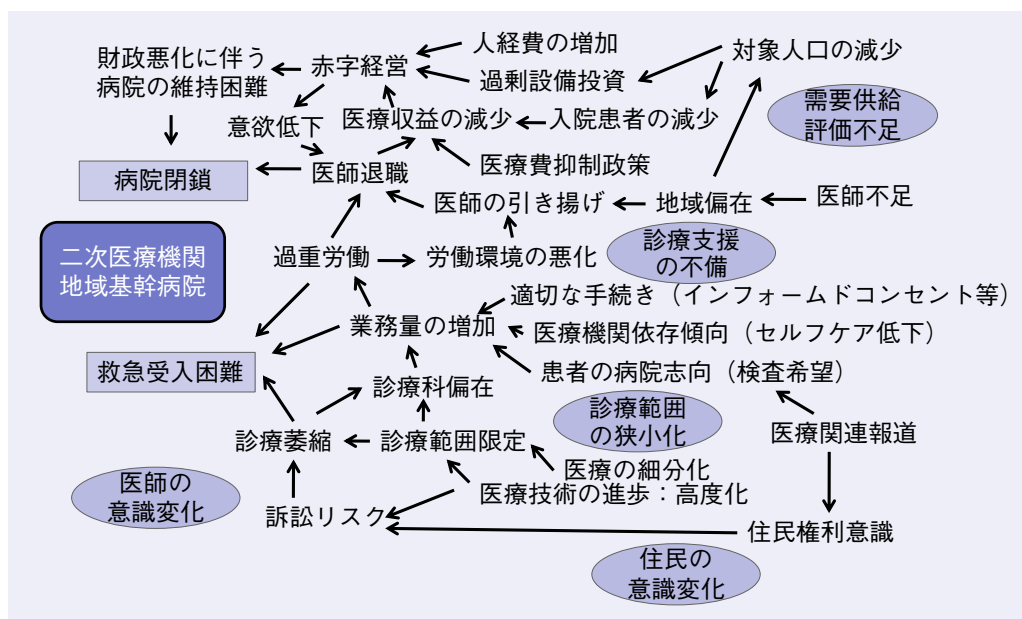 人経費の増加
対象人口の減少
財政悪化に伴う
病院の維持困難
赤字経営
過剰設備投資
需要供給
評価不足
意欲低下
医療収益の減少
入院患者の減少
病院閉鎖
医師退職
医療費抑制政策
医師の引き揚げ
地域偏在
医師不足
二次医療機関
地域基幹病院
過重労働
労働環境の悪化
診療支援
の不備
適切な手続き（インフォームドコンセント等）
業務量の増加
医療機関依存傾向（セルフケア低下）
救急受入困難
患者の病院志向（検査希望）
診療科偏在
診療範囲
の狭小化
診療萎縮
診療範囲限定
医療関連報道
医療の細分化
医師の
意識変化
医療技術の進歩：高度化
訴訟リスク
住民権利意識
住民の
意識変化